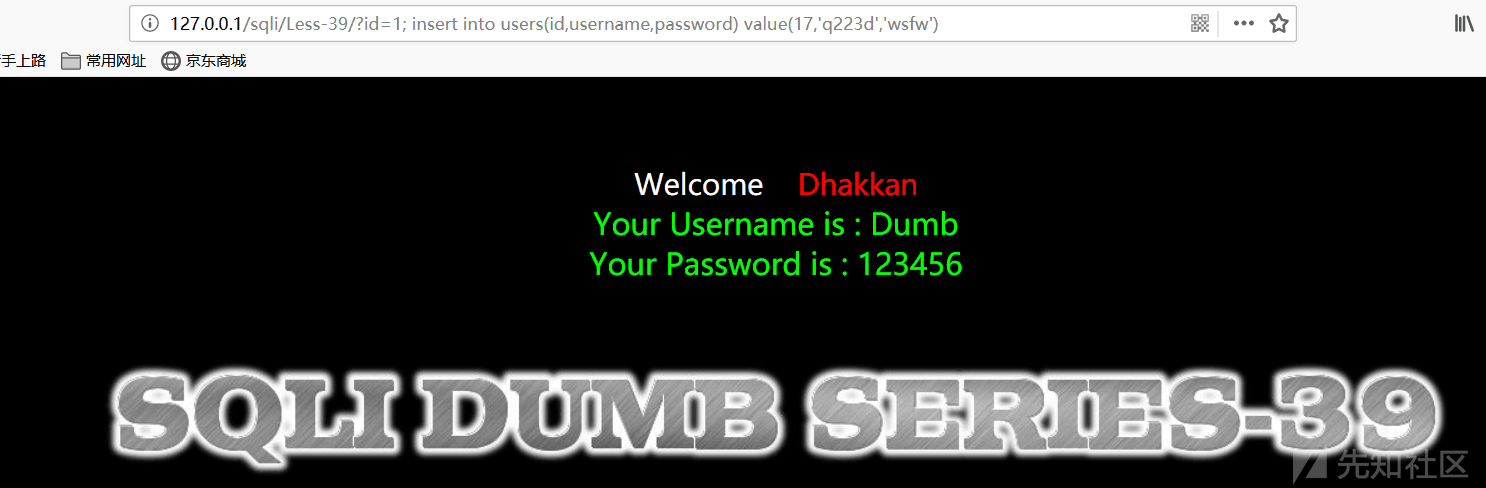 127.0.0.1/sqli/Less-39/?id=1; insert into users(id,username,password) value(17,'q223d','wsfw')
手上路 常用网址 京东商城
Welcome Dhakkan
Your Username is : Dumb
Your Password is : 123456
SQLI DUMB SERIES-39
先知社区